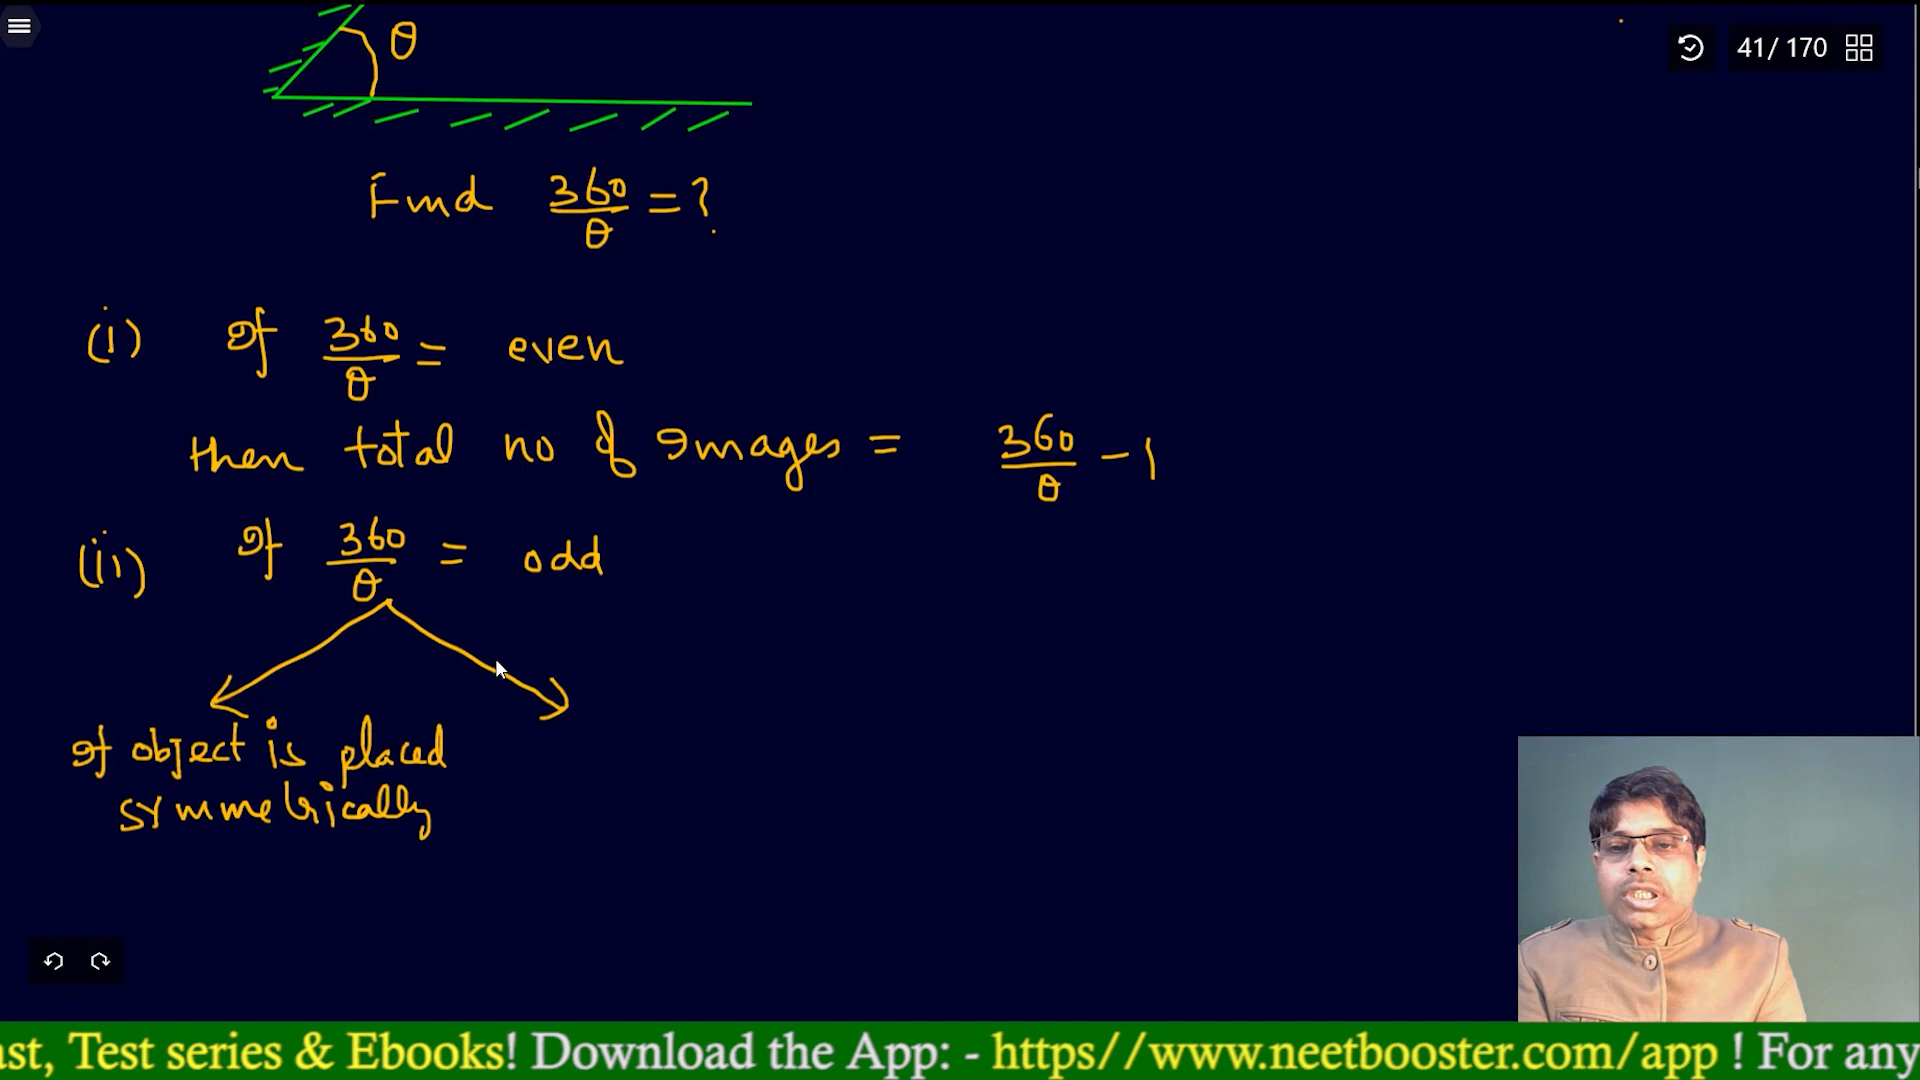 θ
41/ 170
Find 360/θ = ?
(i) If 360/θ = even
then total no of Images = 360/θ - 1
(ii) If 360/θ = odd
If object is placed
symmetrically
ast, Test series & Ebooks! Download the App: - https//www.neetbooster.com/app ! For any